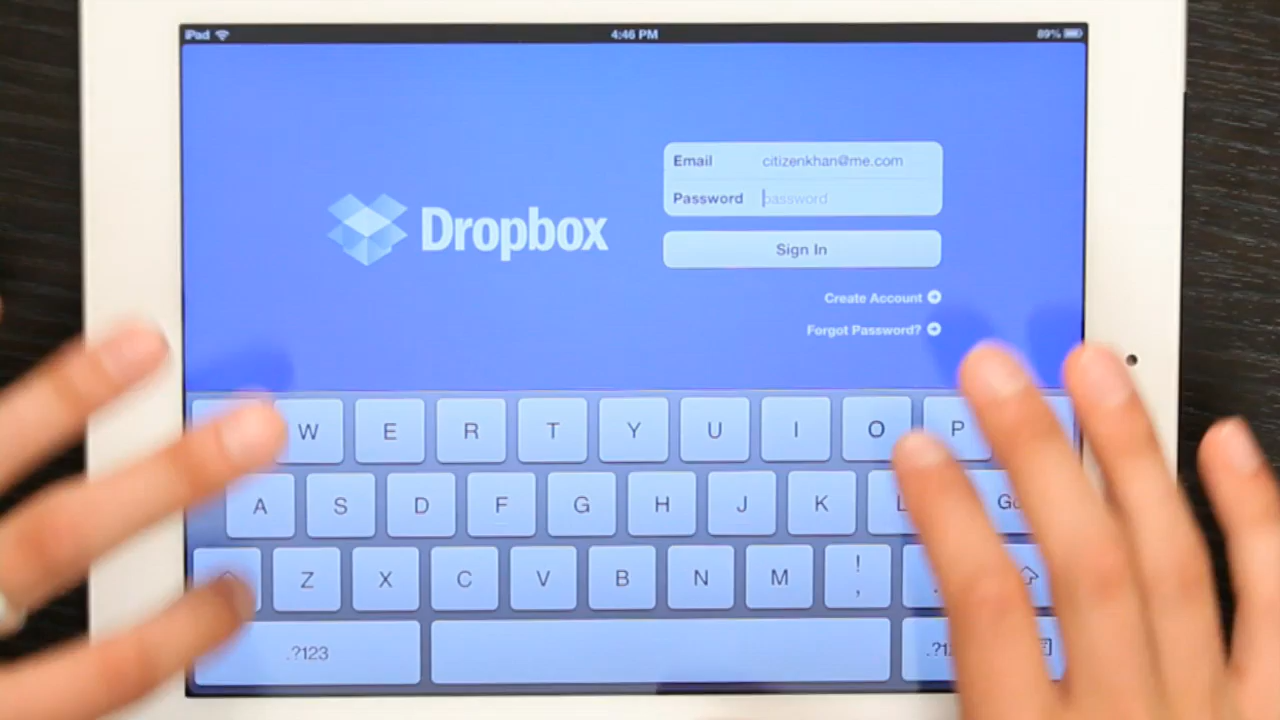 iPad 4:46 PM 89%
Email citizenkhan@me.com
Password password
Dropbox
Sign In
Create Account
Forgot Password?
W E R T Y U I O P
A S D F G H J K L
Z X C V B N M ! ,
.?123